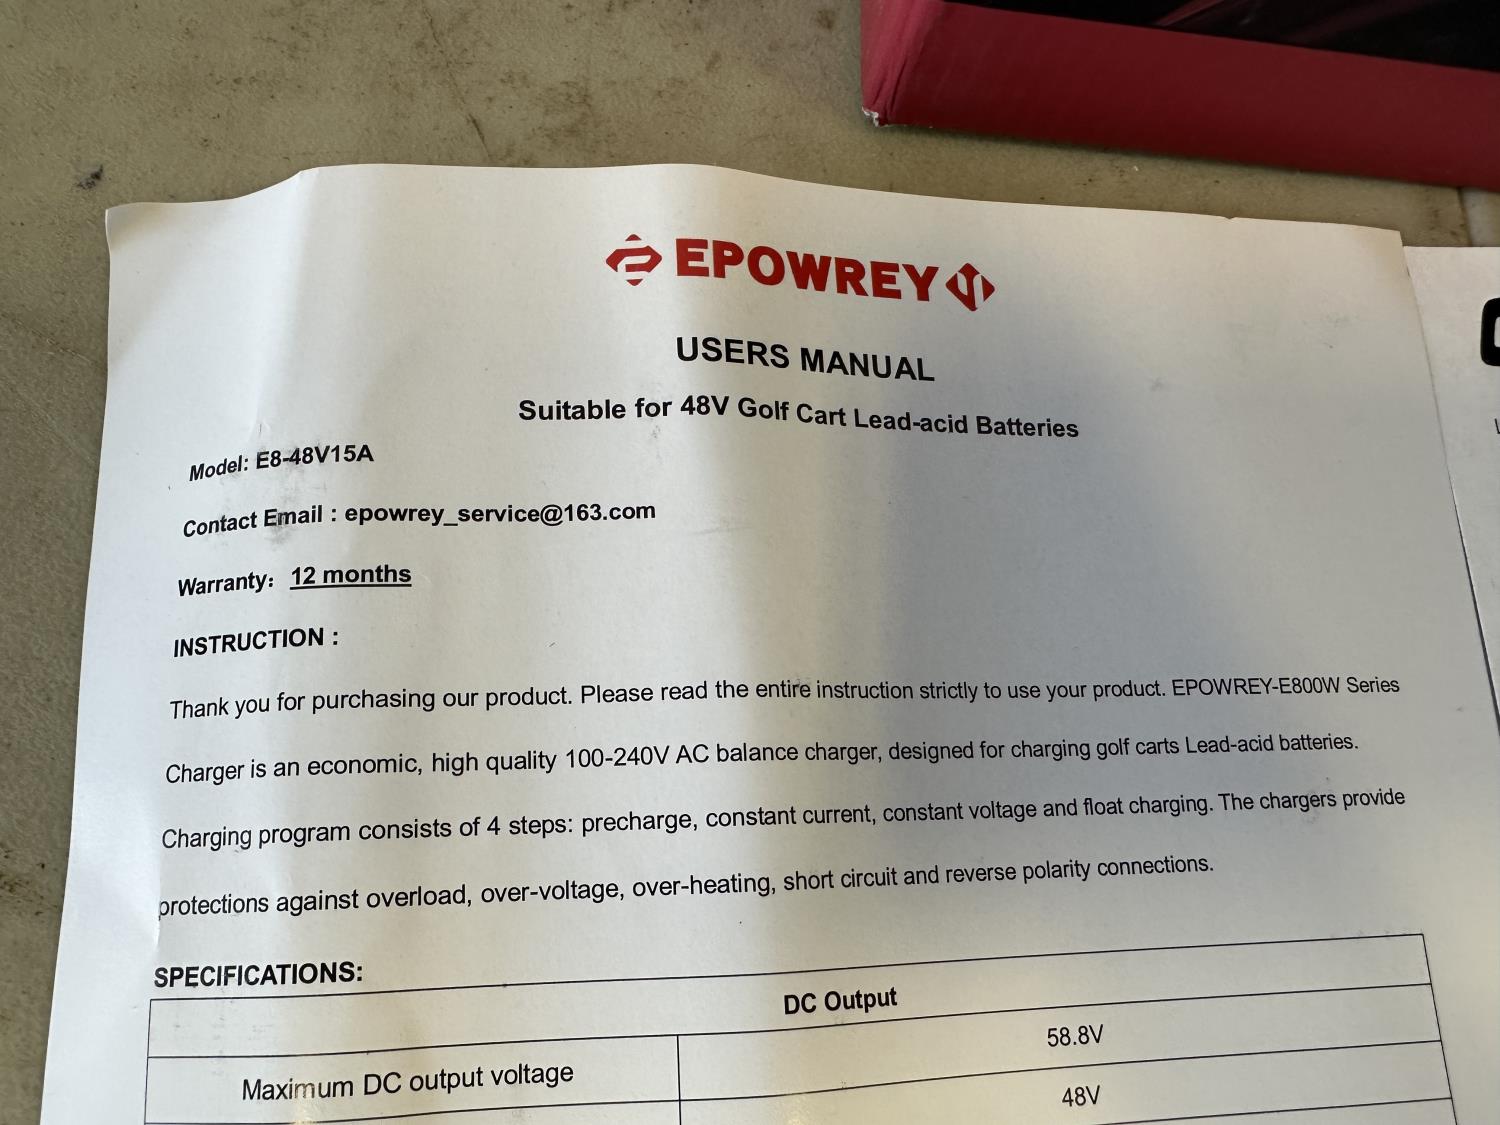 EPOWREY
USERS MANUAL
Suitable for 48V Golf Cart Lead-acid Batteries
Model: E8-48V15A
Contact Email : epowrey_service@163.com
Warranty: 12 months
INSTRUCTION :
Thank you for purchasing our product. Please read the entire instruction strictly to use your product. EPOWREY-E800W Series
Charger is an economic, high quality 100-240V AC balance charger, designed for charging golf carts Lead-acid batteries.
Charging program consists of 4 steps: precharge, constant current, constant voltage and float charging. The chargers provide
protections against overload, over-voltage, over-heating, short circuit and reverse polarity connections.
SPECIFICATIONS:
DC Output
Maximum DC output voltage 58.8V
48V